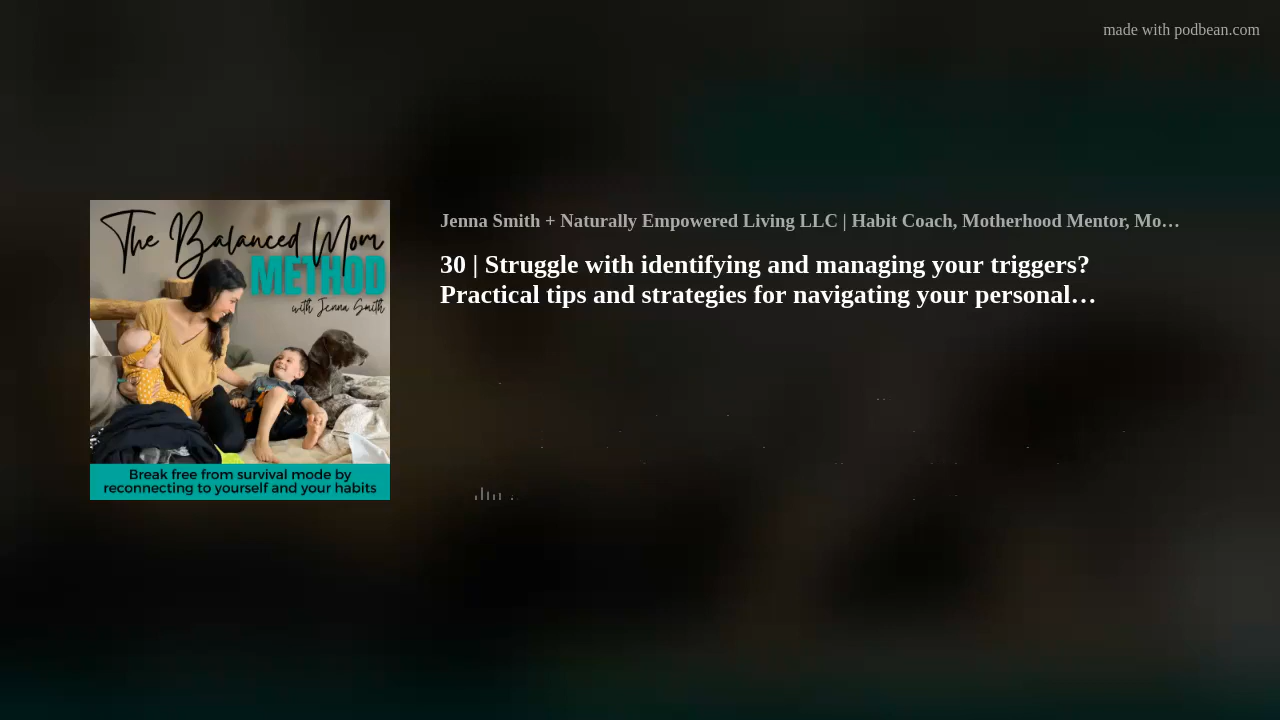 made with podbean.com
The Balanced Mom
METHOD
with Jenna Smith
Break free from survival mode by
reconnecting to yourself and your habits
Jenna Smith + Naturally Empowered Living LLC | Habit Coach, Motherhood Mentor, Mo…
30 | Struggle with identifying and managing your triggers?
Practical tips and strategies for navigating your personal…